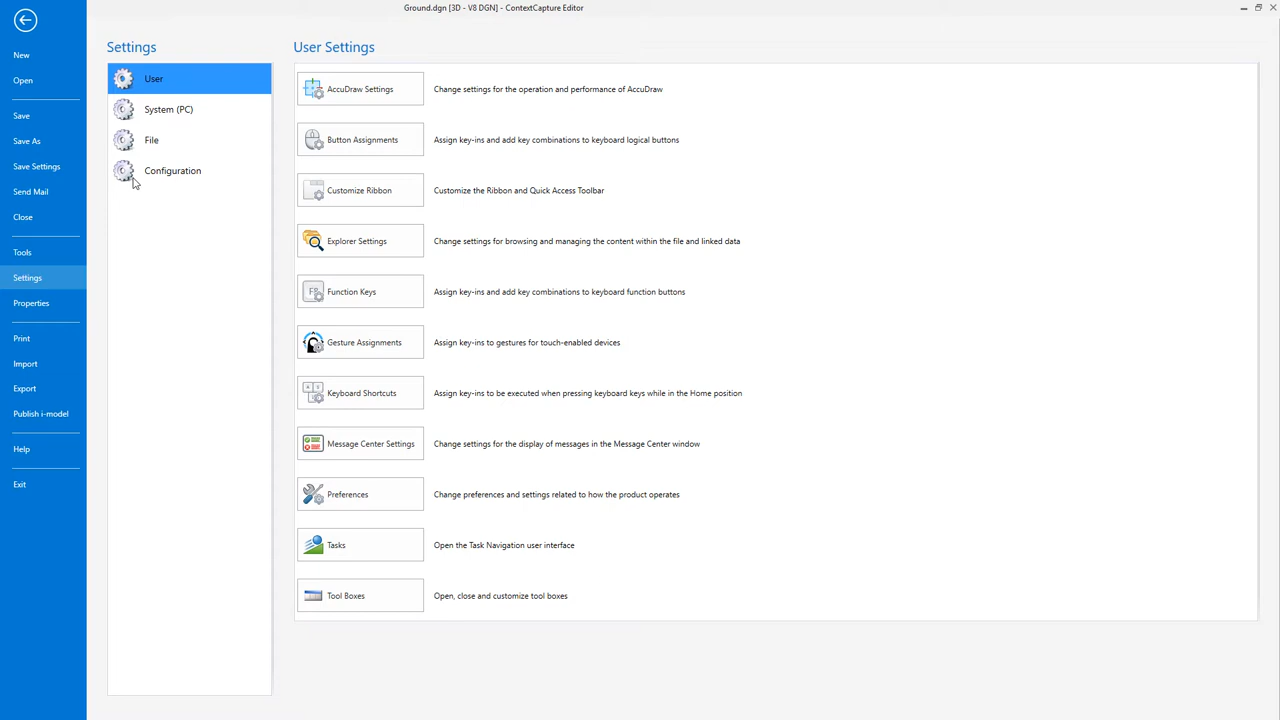 Ground.dgn [3D - V8 DGN] - ContextCapture Editor
New
Open
Save
Save As
Save Settings
Send Mail
Close
Tools
Settings
Properties
Print
Import
Export
Publish i-model
Help
Exit
Settings
User
System (PC)
File
Configuration
User Settings
AccuDraw Settings Change settings for the operation and performance of AccuDraw
Button Assignments Assign key-ins and add key combinations to keyboard logical buttons
Customize Ribbon Customize the Ribbon and Quick Access Toolbar
Explorer Settings Change settings for browsing and managing the content within the file and linked data
Function Keys Assign key-ins and add key combinations to keyboard function buttons
Gesture Assignments Assign key-ins to gestures for touch-enabled devices
Keyboard Shortcuts Assign key-ins to be executed when pressing keyboard keys while in the Home position
Message Center Settings Change settings for the display of messages in the Message Center window
Preferences Change preferences and settings related to how the product operates
Tasks Open the Task Navigation user interface
Tool Boxes Open, close and customize tool boxes